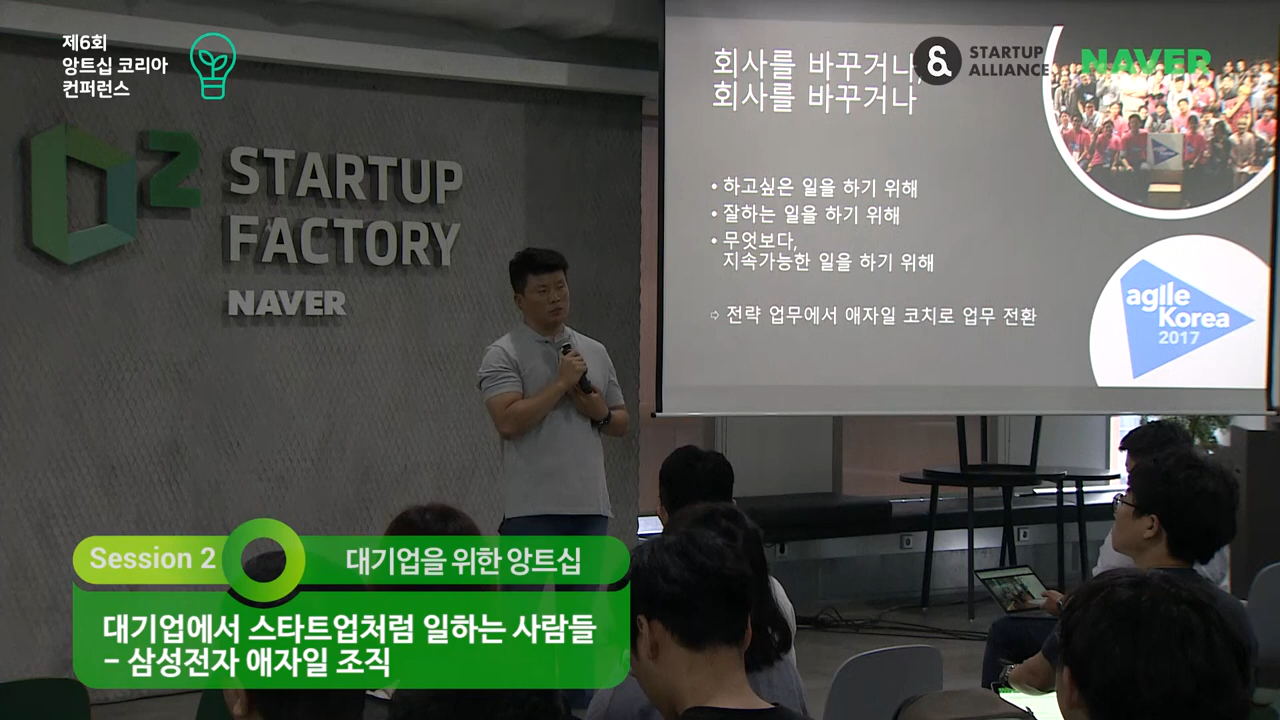 제6회
앙트십 코리아
컨퍼런스
D2 STARTUP
FACTORY
NAVER
회사를 바꾸거나,
회사를 바꾸거나
& STARTUP
ALLIANCE
NAVER
• 하고싶은 일을 하기 위해
• 잘하는 일을 하기 위해
• 무엇보다,
지속가능한 일을 하기 위해
⇨ 전략 업무에서 애자일 코치로 업무 전환
agile
Korea
2017
Session 2
대기업을 위한 앙트십
대기업에서 스타트업처럼 일하는 사람들
- 삼성전자 애자일 조직